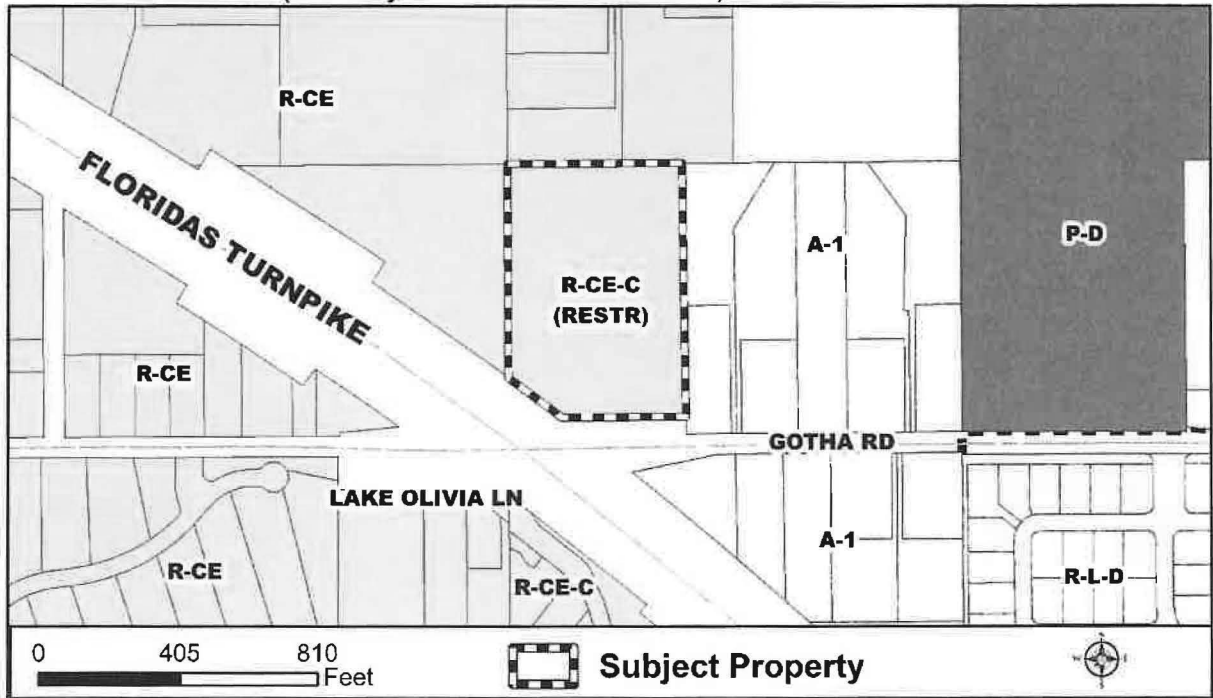 R-CE
FLORIDAS TURNPIKE
R-CE-C
(RESTR)
A-1
P-D
R-CE
GOTHA RD
LAKE OLIVIA LN
A-1
R-CE
R-CE-C
R-L-D
0 405 810
Feet
Subject Property
N
W E
S